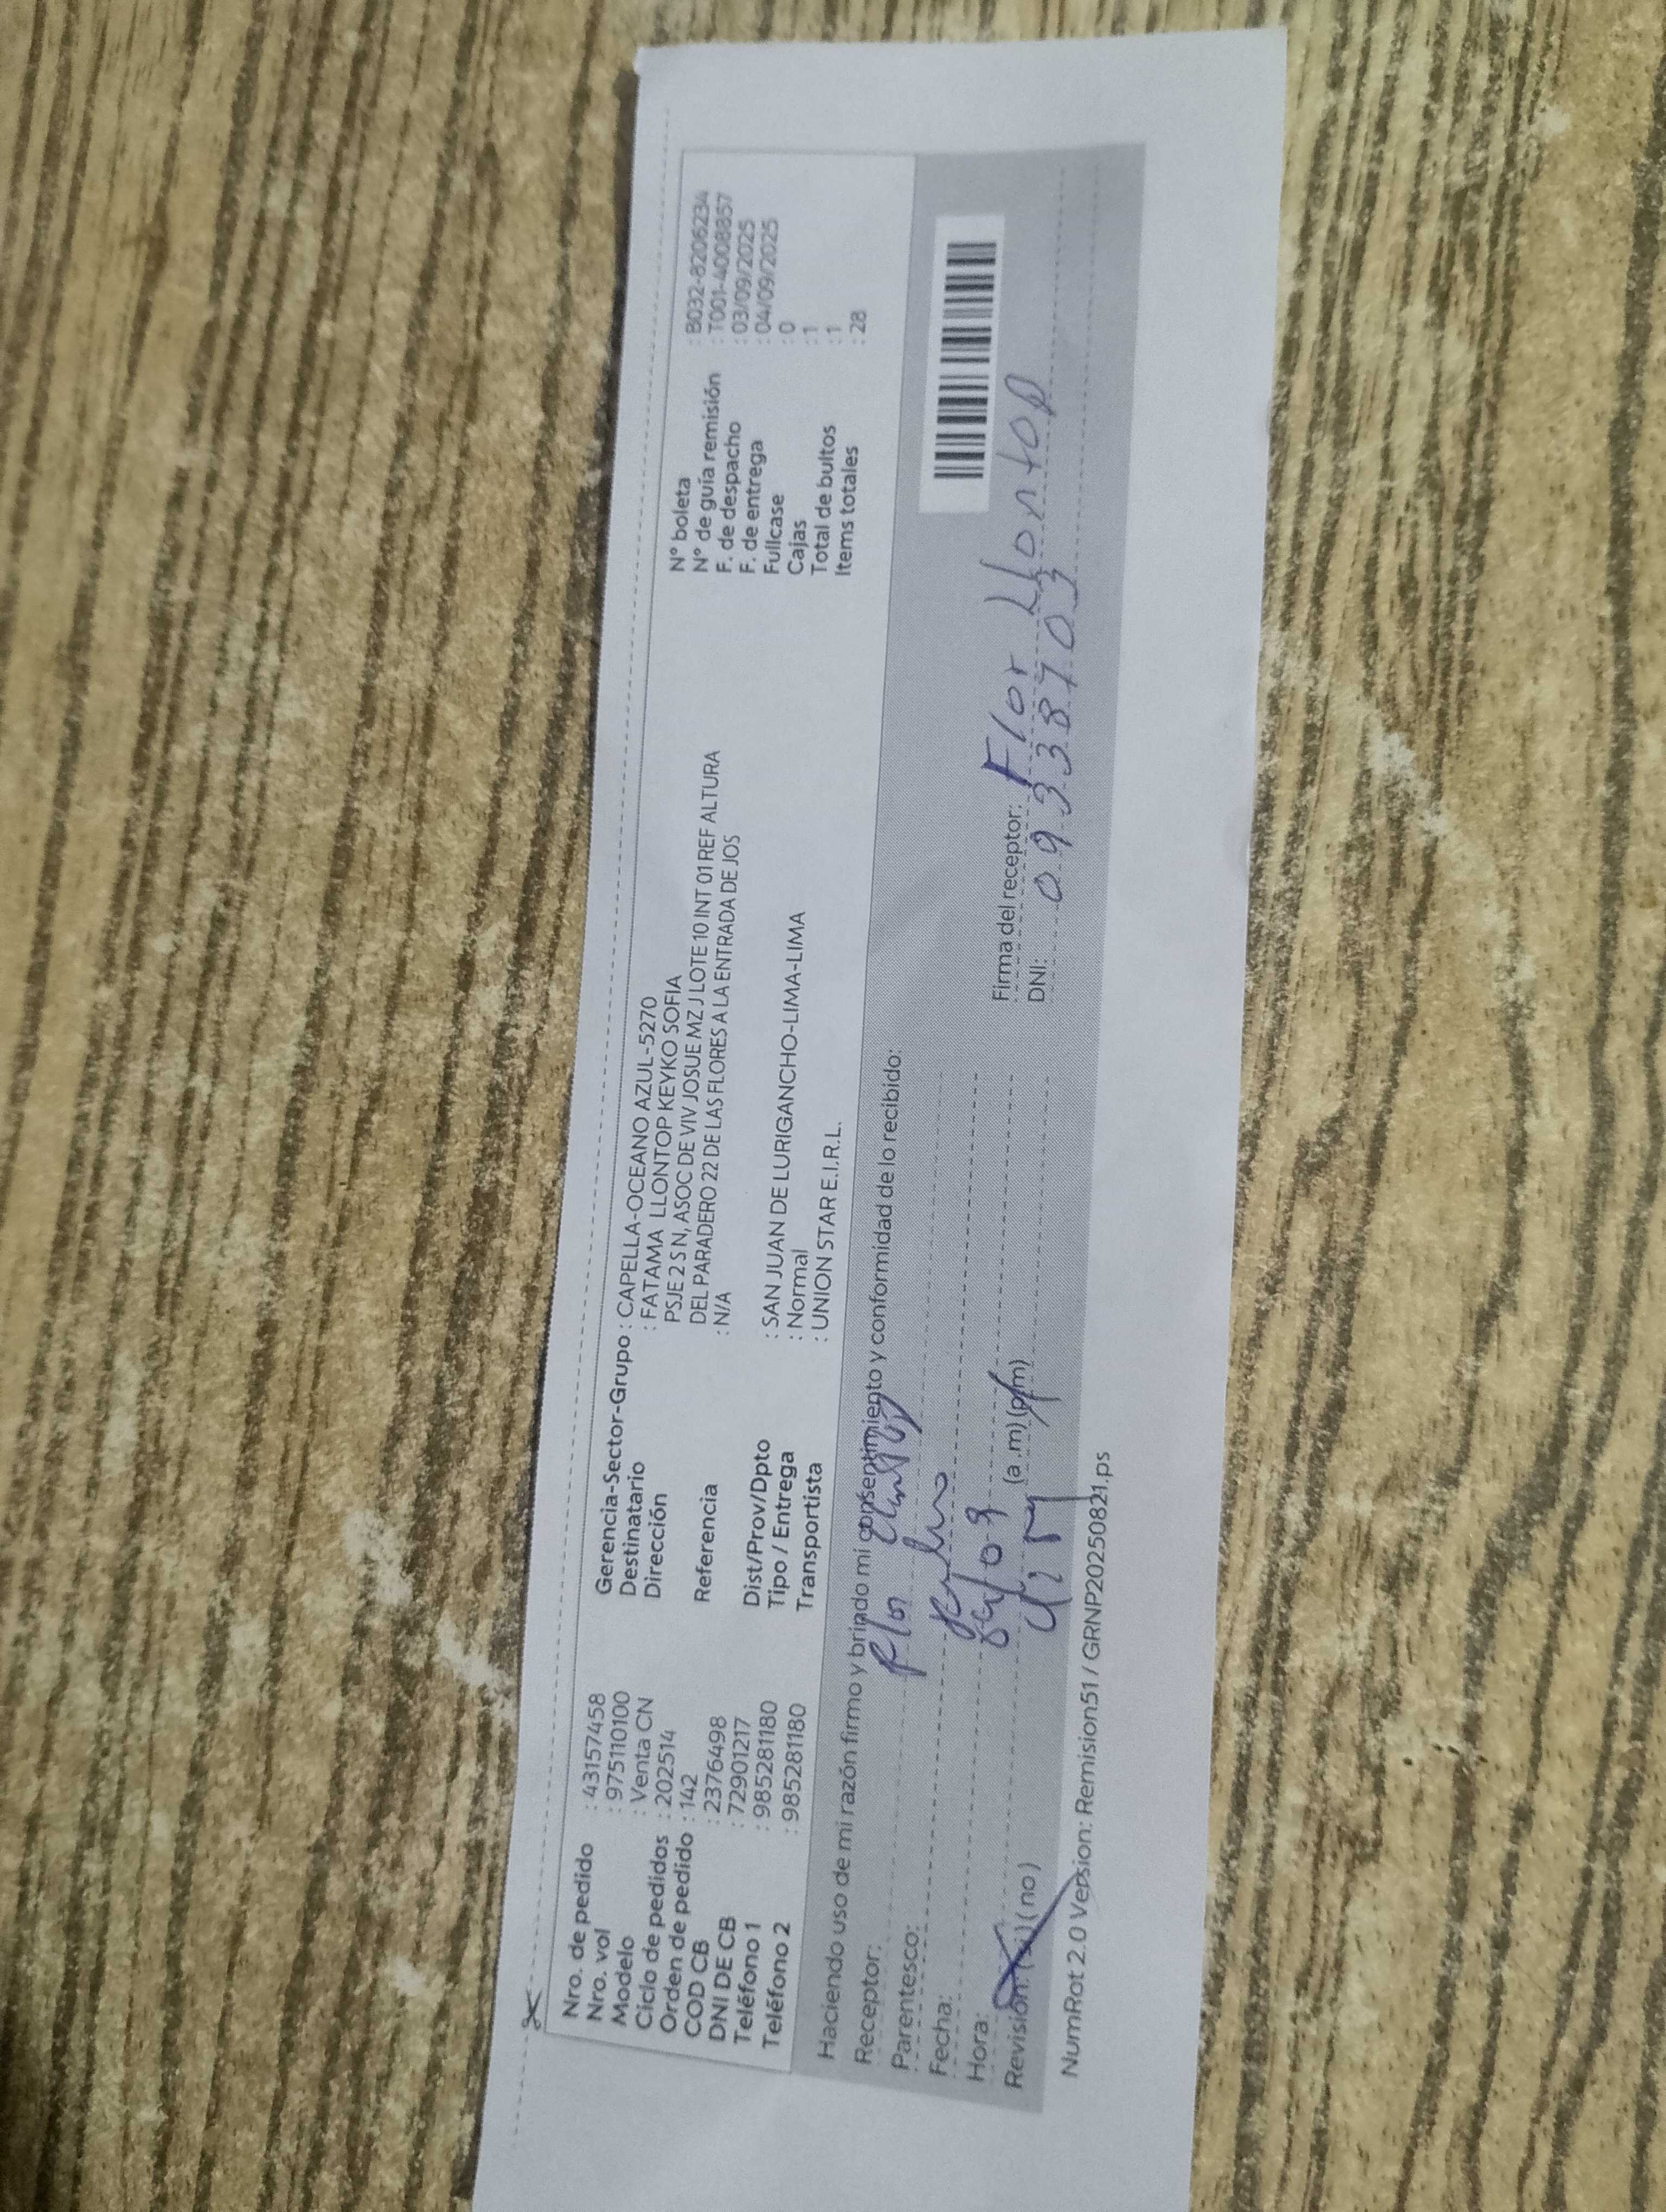 Nro. de pedido : 43157458
Nro. vol : 975110100
Modelo : Venta CN
Ciclo de pedidos : 202514
Orden de pedido : 142
COD CB : 2376498
DNI DE CB : 72901217
Teléfono 1 : 985281180
Teléfono 2 : 985281180
Gerencia-Sector-Grupo : CAPELLA-OCEANO AZUL-5270
Destinatario : FATAMA LLONTOP KEYKO SOFIA
Dirección PSJE 2 S N, ASOC DE VIV JOSUE MZ J LOTE 10 INT 01 REF ALTURA
DEL PARADERO 22 DE LAS FLORES A LA ENTRADA DE JOS
Referencia : N/A
Dist/Prov/Dpto : SAN JUAN DE LURIGANCHO-LIMA-LIMA
Tipo / Entrega : Normal
Transportista : UNION STAR E.I.R.L.
N° boleta : B032-8206234
N° de guía remisión : T001-4008857
F. de despacho : 03/09/2025
F. de entrega : 04/09/2025
Fullcase : 0
Cajas : 1
Total de bultos : 1
Items totales : 28
Haciendo uso de mi razón firmo y brindo mi consentimiento y conformidad de lo recibido:
Receptor: Flor
Parentesco:
Fecha:
Hora: (a .m) (p.m)
Revisión: (si) (no)
Firma del receptor: Flor Llontop
DNI: 09338703
NumRot 2.0 Version: Remision51 / GRNP20250821.ps